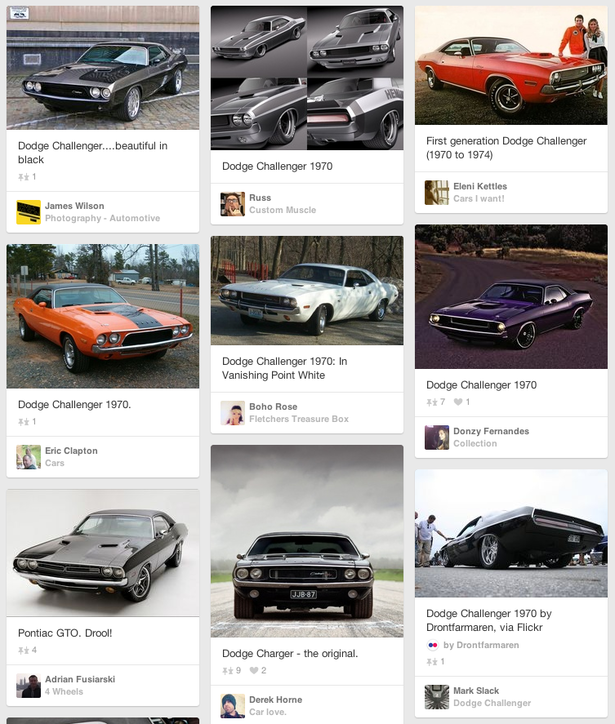 Dodge Challenger....beautiful in
black
1
James Wilson
Photography - Automotive
Dodge Challenger 1970.
1
Eric Clapton
Cars
Pontiac GTO. Drool!
4
Adrian Fusiarski
4 Wheels
Dodge Challenger 1970
Russ
Custom Muscle
Dodge Challenger 1970: In
Vanishing Point White
Boho Rose
Fletchers Treasure Box
JJB·87
Dodge Charger - the original.
9 2
Derek Horne
Car love.
First generation Dodge Challenger
(1970 to 1974)
Eleni Kettles
Cars I want!
Dodge Challenger 1970
7 1
Donzy Fernandes
Collection
Dodge Challenger 1970 by
Drontfarmaren, via Flickr
by Drontfarmaren
1
Mark Slack
Dodge Challenger